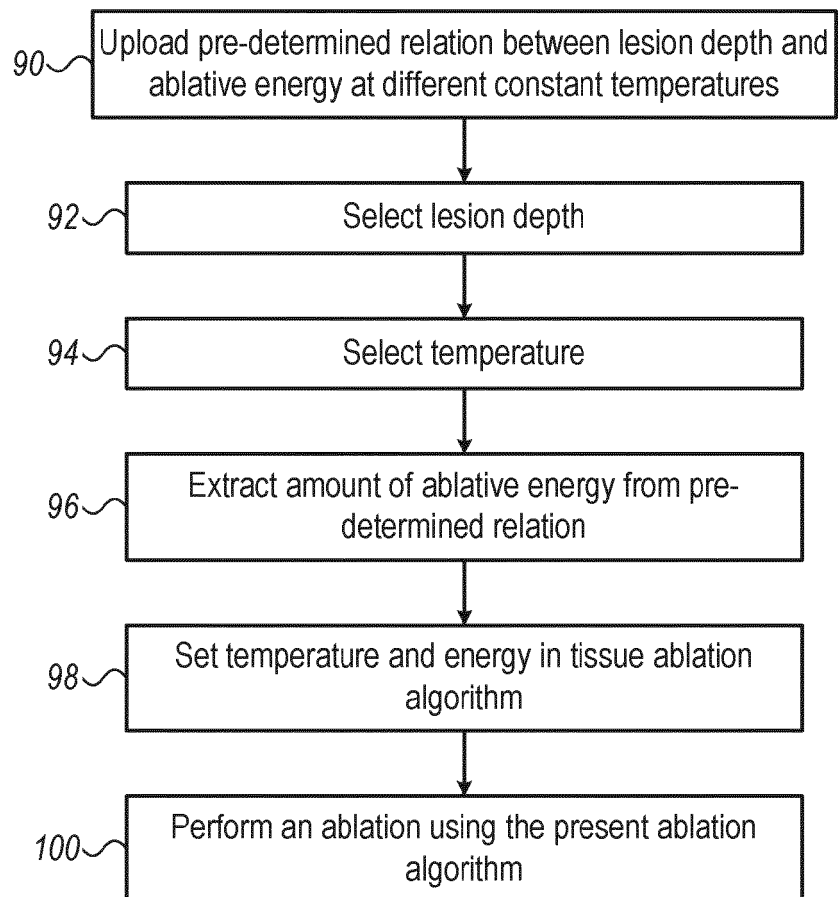 90 Upload pre-determined relation between lesion depth and
ablative energy at different constant temperatures
92 Select lesion depth
94 Select temperature
96 Extract amount of ablative energy from pre-
determined relation
98 Set temperature and energy in tissue ablation
algorithm
100 Perform an ablation using the present ablation
algorithm